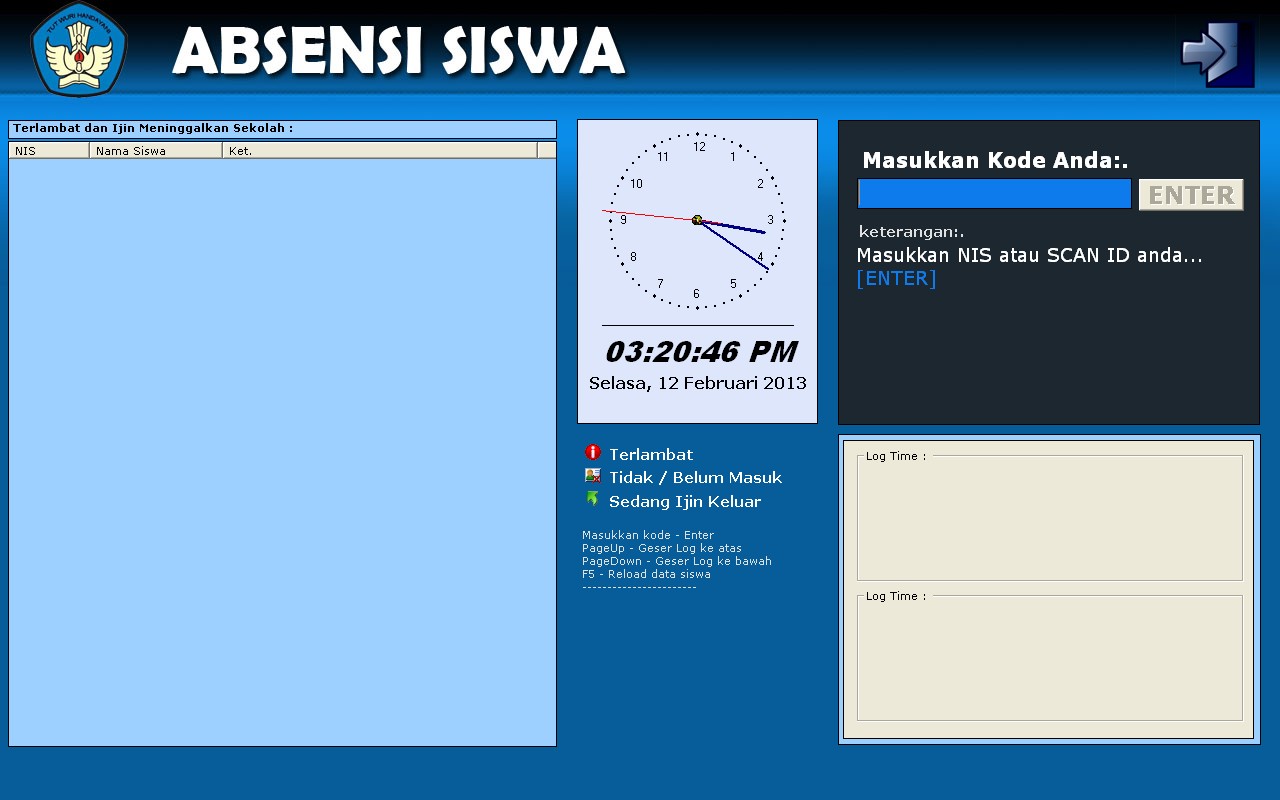 TUT WURI HANDAYANI
ABSENSI SISWA
Terlambat dan Ijin Meninggalkan Sekolah :
NIS Nama Siswa Ket.
12
11 1
10 2
9 3
8 4
7 5
6
03:20:46 PM
Selasa, 12 Februari 2013
Terlambat
Tidak / Belum Masuk
Sedang Ijin Keluar
Masukkan kode - Enter
PageUp - Geser Log ke atas
PageDown - Geser Log ke bawah
F5 - Reload data siswa
-----------------------
Masukkan Kode Anda:.
ENTER
keterangan:.
Masukkan NIS atau SCAN ID anda...
[ENTER]
Log Time :
Log Time :